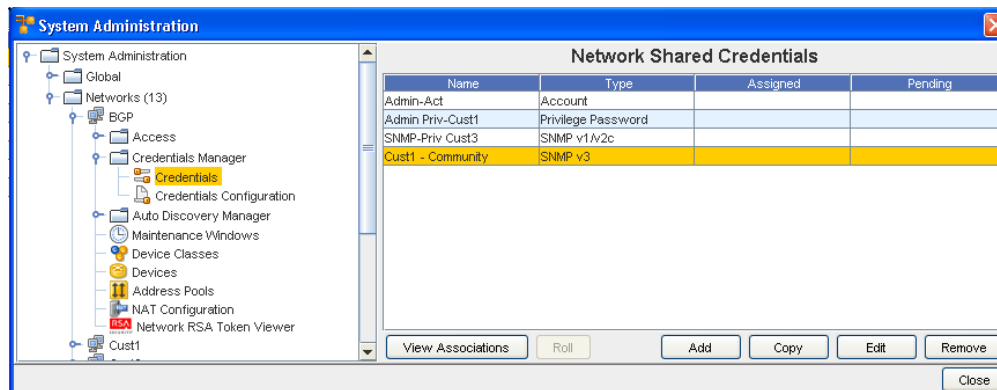 System Administration
System Administration
Global
Networks (13)
BGP
Access
Credentials Manager
Credentials
Credentials Configuration
Auto Discovery Manager
Maintenance Windows
Device Classes
Devices
Address Pools
NAT Configuration
RSA Network RSA Token Viewer
Cust1
Network Shared Credentials
Name Type Assigned Pending
Admin-Act Account
Admin Priv-Cust1 Privilege Password
SNMP-Priv Cust3 SNMP v1/v2c
Cust1 - Community SNMP v3
View Associations Roll Add Copy Edit Remove
Close